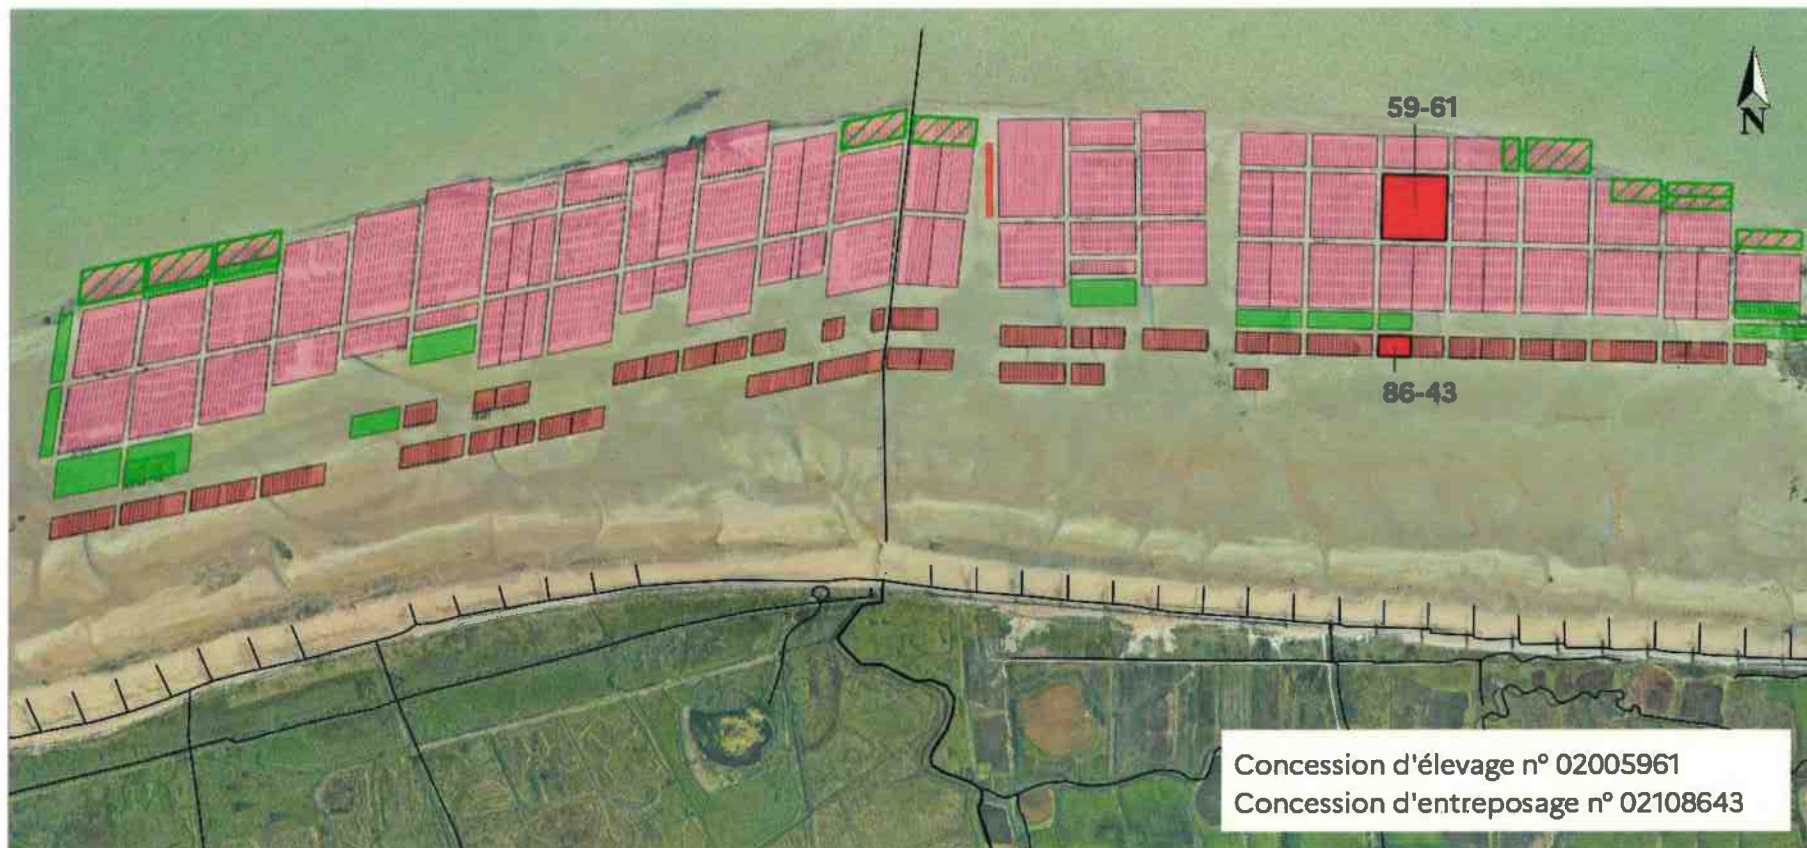 59-61
N
86-43
Concession d'élevage n° 02005961
Concession d'entreposage n° 02108643